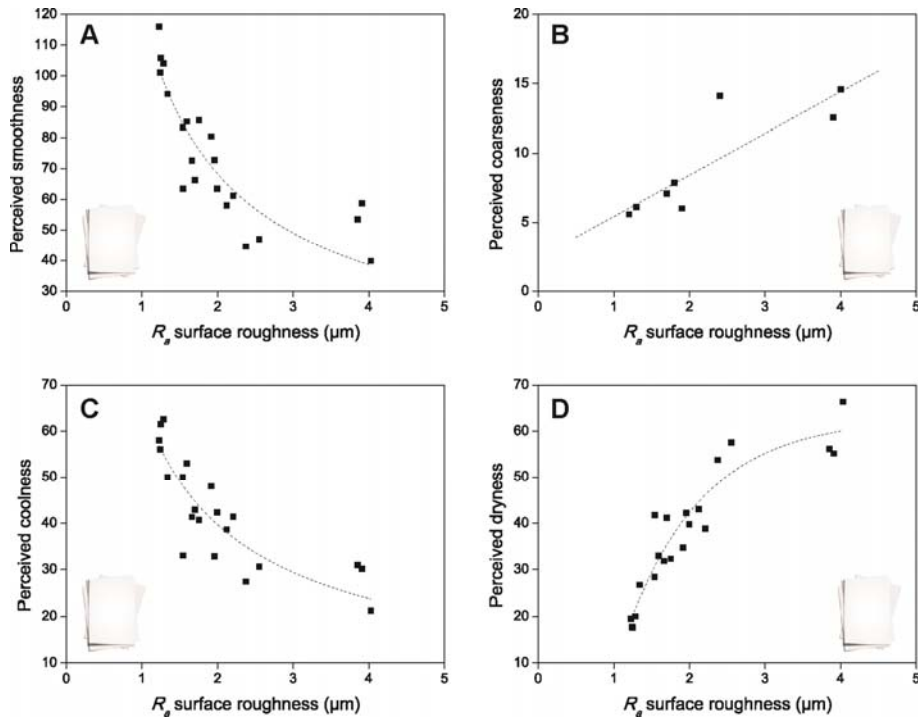 A
Perceived smoothness
120
110
100
90
80
70
60
50
40
30
0 1 2 3 4 5
Ra surface roughness (μm)
B
Perceived coarseness
20
15
10
5
0
0 1 2 3 4 5
Ra surface roughness (μm)
C
Perceived coolness
70
60
50
40
30
20
10
0 1 2 3 4 5
Ra surface roughness (μm)
D
Perceived dryness
70
60
50
40
30
20
10
0 1 2 3 4 5
Ra surface roughness (μm)